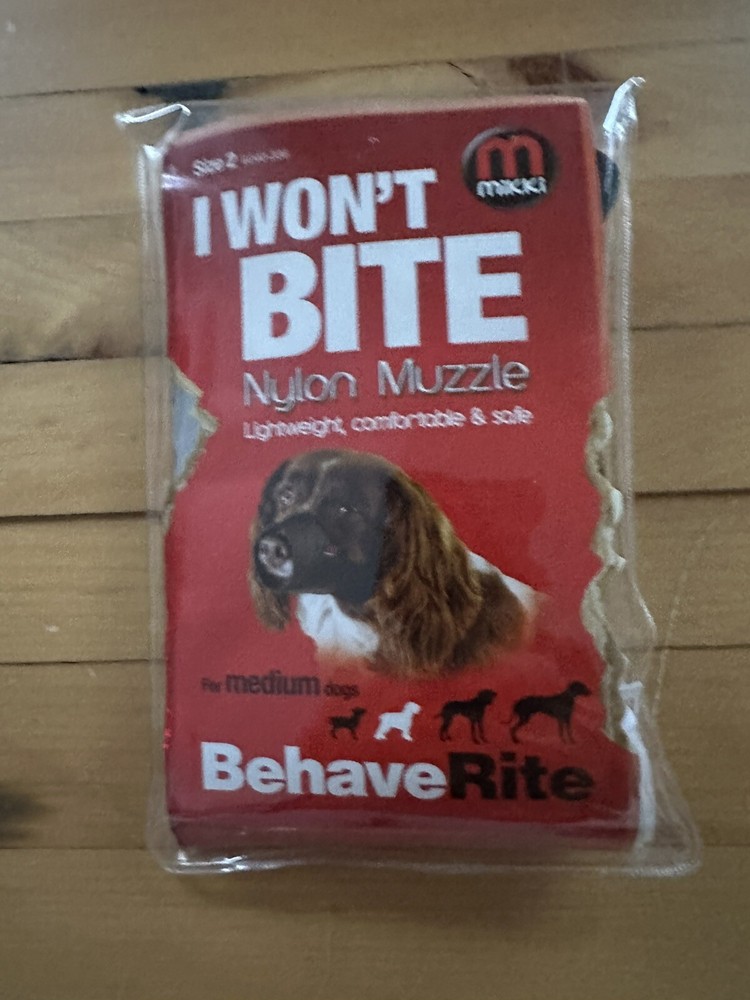 Size 2
mikki
I WON'T
BITE
Nylon Muzzle
Lightweight, comfortable & safe
For medium dogs
BehaveRite